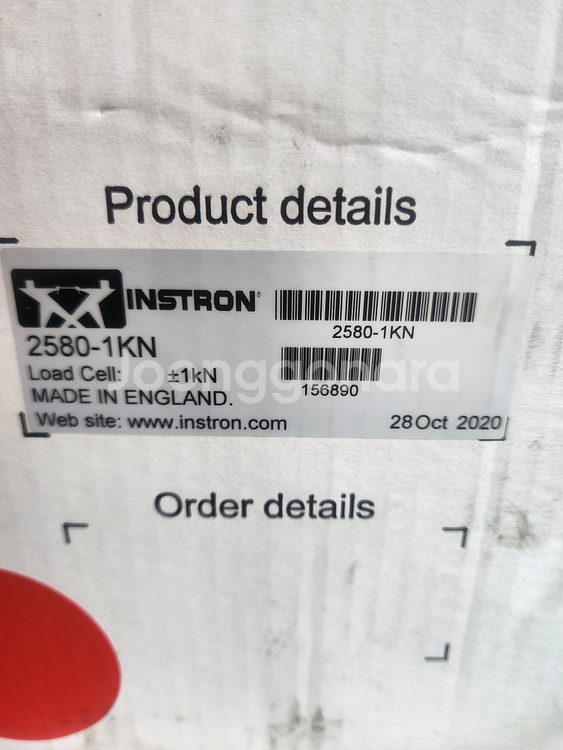 Product details
INSTRON
2580-1KN
2580-1KN
Load Cell: ±1kN
156890
MADE IN ENGLAND.
Web site: www.instron.com
28 Oct 2020
Joonggonara
Order details